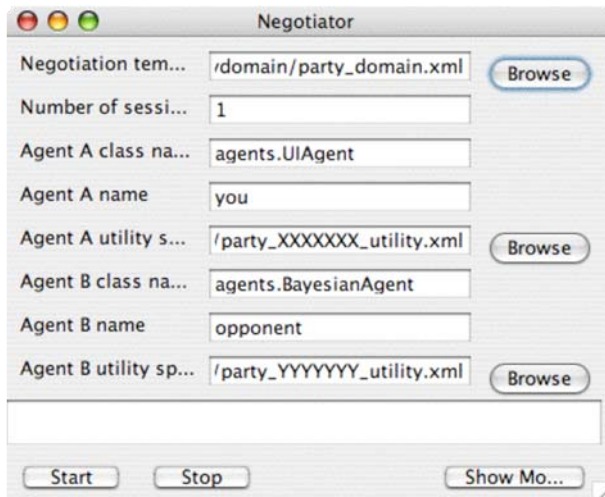 Negotiator
Negotiation tem... /domain/party_domain.xml Browse
Number of sessi... 1
Agent A class na... agents.UIAgent
Agent A name you
Agent A utility s... /party_XXXXXXX_utility.xml Browse
Agent B class na... agents.BayesianAgent
Agent B name opponent
Agent B utility sp... /party_YYYYYYY_utility.xml Browse
Start Stop Show Mo...